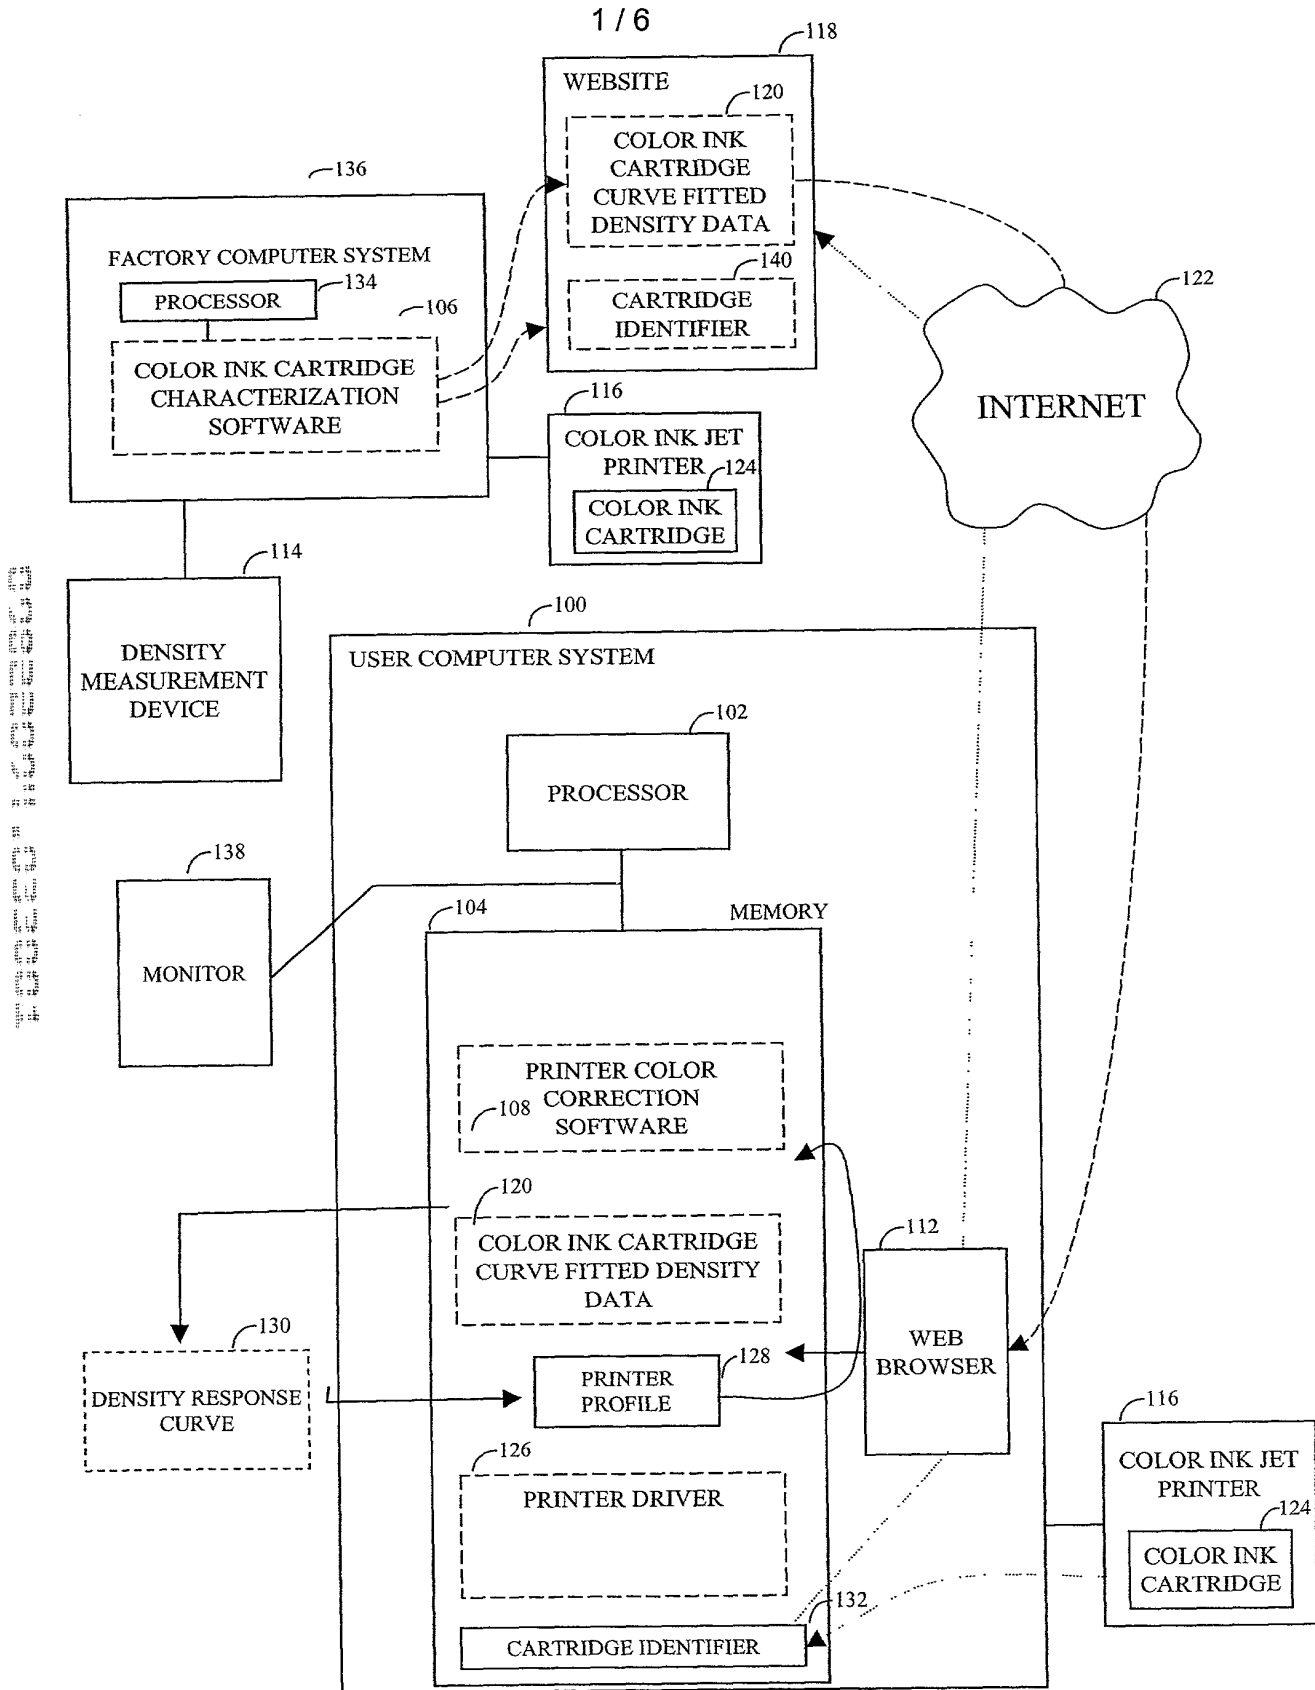 1 / 6
118
WEBSITE
120
COLOR INK
CARTRIDGE
CURVE FITTED
DENSITY DATA
140
CARTRIDGE
IDENTIFIER
136
FACTORY COMPUTER SYSTEM
PROCESSOR
134
106
COLOR INK CARTRIDGE
CHARACTERIZATION
SOFTWARE
122
INTERNET
116
COLOR INK JET
PRINTER
124
COLOR INK
CARTRIDGE
114
DENSITY
MEASUREMENT
DEVICE
100
USER COMPUTER SYSTEM
102
PROCESSOR
138
MONITOR
104
MEMORY
PRINTER COLOR
CORRECTION
SOFTWARE
108
120
COLOR INK CARTRIDGE
CURVE FITTED DENSITY
DATA
112
WEB
BROWSER
130
DENSITY RESPONSE
CURVE
PRINTER
PROFILE
128
126
PRINTER DRIVER
116
COLOR INK JET
PRINTER
124
COLOR INK
CARTRIDGE
132
CARTRIDGE IDENTIFIER